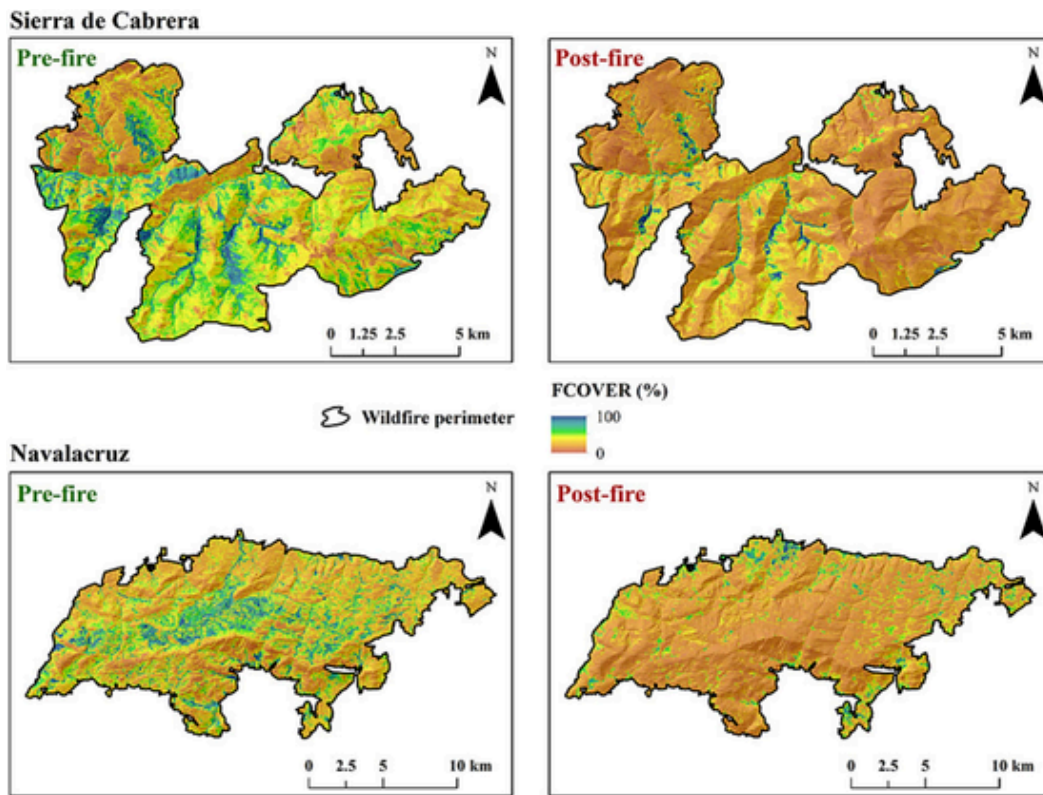 Sierra de Cabrera
Pre-fire
N
0 1.25 2.5 5 km
Post-fire
N
0 1.25 2.5 5 km
Wildfire perimeter
FCOVER (%)
100
0
Navalacruz
Pre-fire
N
0 2.5 5 10 km
Post-fire
N
0 2.5 5 10 km